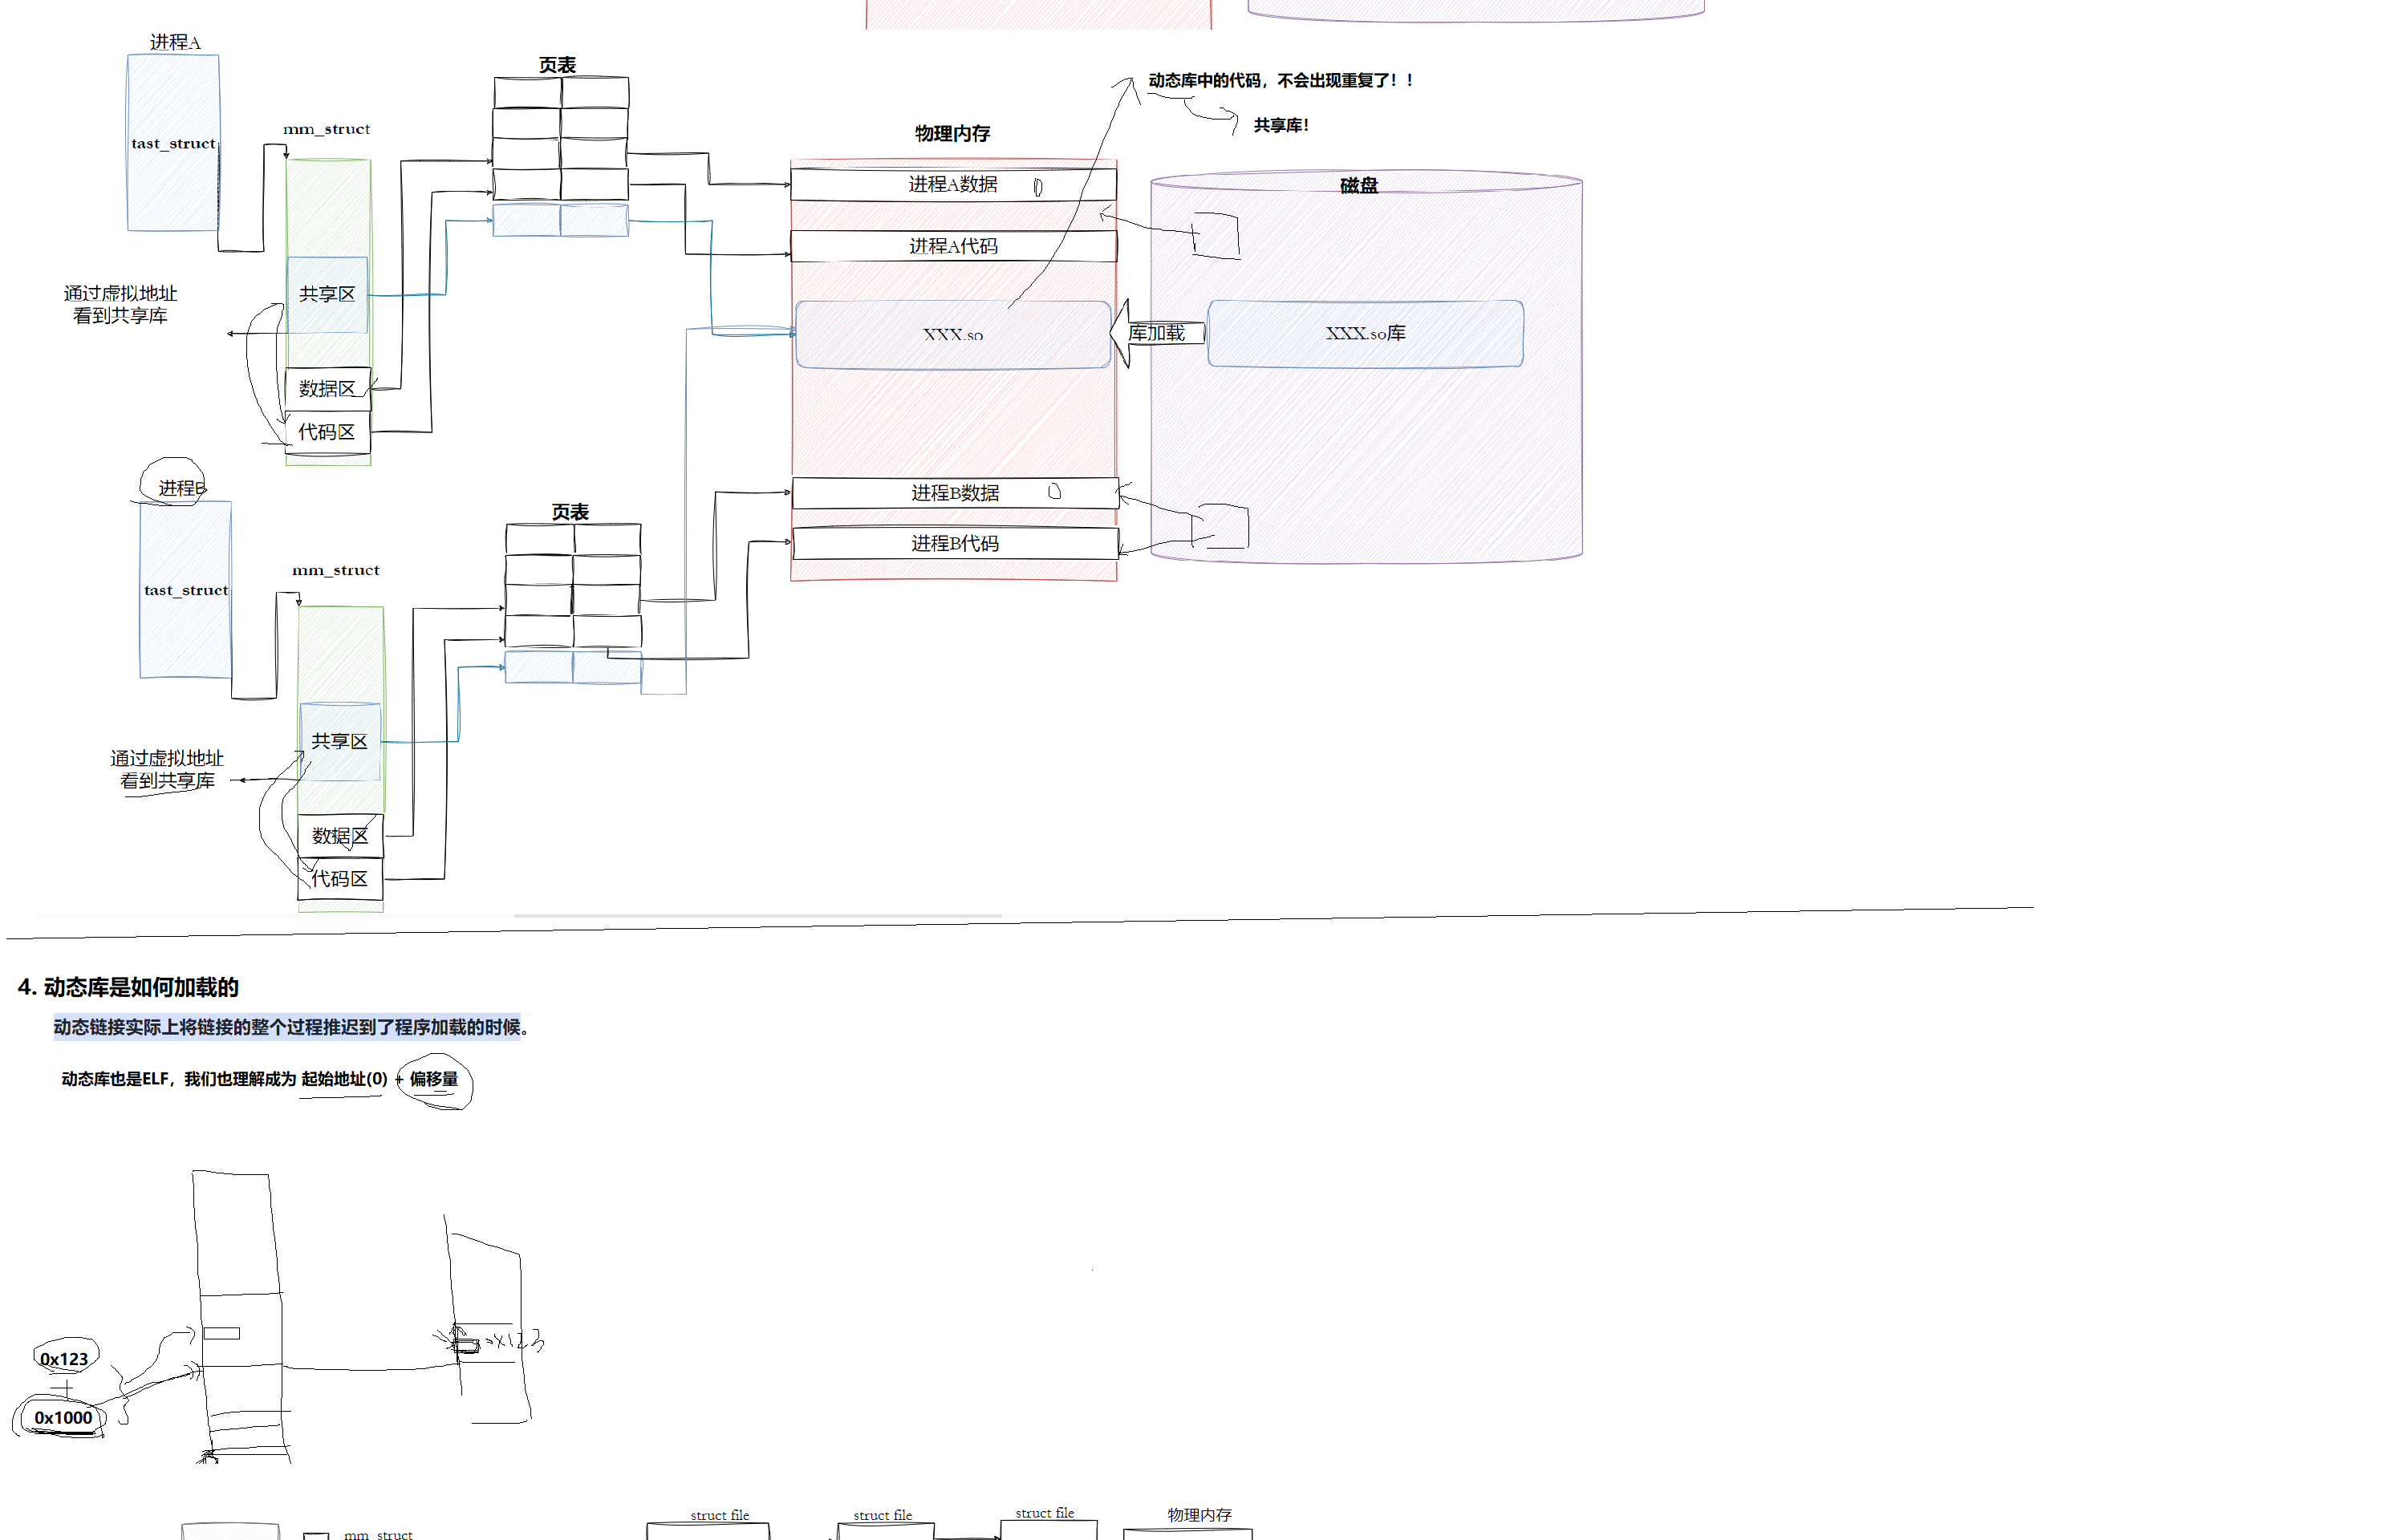 进程A
tast_struct
mm_struct
页表
物理内存
动态库中的代码，不会出现重复了！！
共享库！
磁盘
进程A数据
进程A代码
共享区
通过虚拟地址
看到共享库
XXX.so
库加载
XXX.so库
数据区
代码区
进程B
tast_struct
mm_struct
页表
进程B数据
进程B代码
共享区
通过虚拟地址
看到共享库
数据区
代码区
4. 动态库是如何加载的
动态链接实际上将链接的整个过程推迟到了程序加载的时候。
动态库也是ELF，我们也理解成为 起始地址(0) + 偏移量
0x123
+
0x1000
struct file
struct file
struct file
物理内存
mm_struct